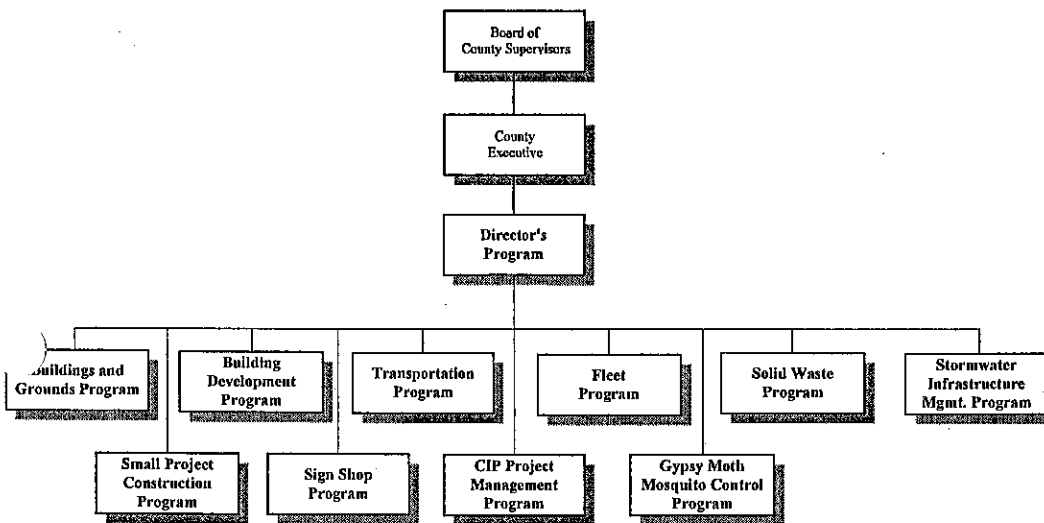 Board of
County Supervisors
County
Executive
Director's
Program
Buildings and
Grounds Program
Building
Development
Program
Transportation
Program
Fleet
Program
Solid Waste
Program
Stormwater
Infrastructure
Mgmt. Program
Small Project
Construction
Program
Sign Shop
Program
CIP Project
Management
Program
Gypsy Moth
Mosquito Control
Program